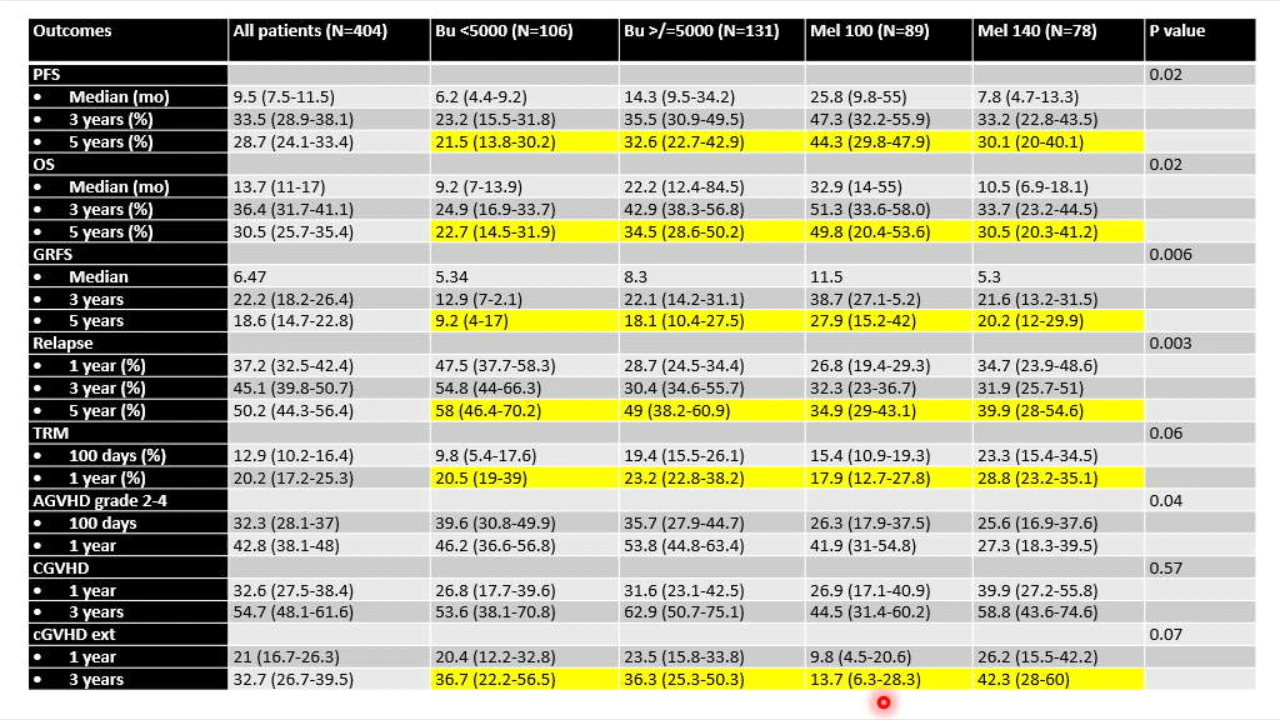 Outcomes All patients (N=404) Bu <5000 (N=106) Bu >/=5000 (N=131) Mel 100 (N=89) Mel 140 (N=78) P value
PFS 0.02
• Median (mo) 9.5 (7.5-11.5) 6.2 (4.4-9.2) 14.3 (9.5-34.2) 25.8 (9.8-55) 7.8 (4.7-13.3)
• 3 years (%) 33.5 (28.9-38.1) 23.2 (15.5-31.8) 35.5 (30.9-49.5) 47.3 (32.2-55.9) 33.2 (22.8-43.5)
• 5 years (%) 28.7 (24.1-33.4) 21.5 (13.8-30.2) 32.6 (22.7-42.9) 44.3 (29.8-47.9) 30.1 (20-40.1)
OS 0.02
• Median (mo) 13.7 (11-17) 9.2 (7-13.9) 22.2 (12.4-84.5) 32.9 (14-55) 10.5 (6.9-18.1)
• 3 years (%) 36.4 (31.7-41.1) 24.9 (16.9-33.7) 42.9 (38.3-56.8) 51.3 (33.6-58.0) 33.7 (23.2-44.5)
• 5 years (%) 30.5 (25.7-35.4) 22.7 (14.5-31.9) 34.5 (28.6-50.2) 49.8 (20.4-53.6) 30.5 (20.3-41.2)
GRFS 0.006
• Median 6.47 5.34 8.3 11.5 5.3
• 3 years 22.2 (18.2-26.4) 12.9 (7-2.1) 22.1 (14.2-31.1) 38.7 (27.1-5.2) 21.6 (13.2-31.5)
• 5 years 18.6 (14.7-22.8) 9.2 (4-17) 18.1 (10.4-27.5) 27.9 (15.2-42) 20.2 (12-29.9)
Relapse 0.003
• 1 year (%) 37.2 (32.5-42.4) 47.5 (37.7-58.3) 28.7 (24.5-34.4) 26.8 (19.4-29.3) 34.7 (23.9-48.6)
• 3 year (%) 45.1 (39.8-50.7) 54.8 (44-66.3) 30.4 (34.6-55.7) 32.3 (23-36.7) 31.9 (25.7-51)
• 5 year (%) 50.2 (44.3-56.4) 58 (46.4-70.2) 49 (38.2-60.9) 34.9 (29-43.1) 39.9 (28-54.6)
TRM 0.06
• 100 days (%) 12.9 (10.2-16.4) 9.8 (5.4-17.6) 19.4 (15.5-26.1) 15.4 (10.9-19.3) 23.3 (15.4-34.5)
• 1 year (%) 20.2 (17.2-25.3) 20.5 (19-39) 23.2 (22.8-38.2) 17.9 (12.7-27.8) 28.8 (23.2-35.1)
AGVHD grade 2-4 0.04
• 100 days 32.3 (28.1-37) 39.6 (30.8-49.9) 35.7 (27.9-44.7) 26.3 (17.9-37.5) 25.6 (16.9-37.6)
• 1 year 42.8 (38.1-48) 46.2 (36.6-56.8) 53.8 (44.8-63.4) 41.9 (31-54.8) 27.3 (18.3-39.5)
CGVHD 0.57
• 1 year 32.6 (27.5-38.4) 26.8 (17.7-39.6) 31.6 (23.1-42.5) 26.9 (17.1-40.9) 39.9 (27.2-55.8)
• 3 years 54.7 (48.1-61.6) 53.6 (38.1-70.8) 62.9 (50.7-75.1) 44.5 (31.4-60.2) 58.8 (43.6-74.6)
cGVHD ext 0.07
• 1 year 21 (16.7-26.3) 20.4 (12.2-32.8) 23.5 (15.8-33.8) 9.8 (4.5-20.6) 26.2 (15.5-42.2)
• 3 years 32.7 (26.7-39.5) 36.7 (22.2-56.5) 36.3 (25.3-50.3) 13.7 (6.3-28.3) 42.3 (28-60)